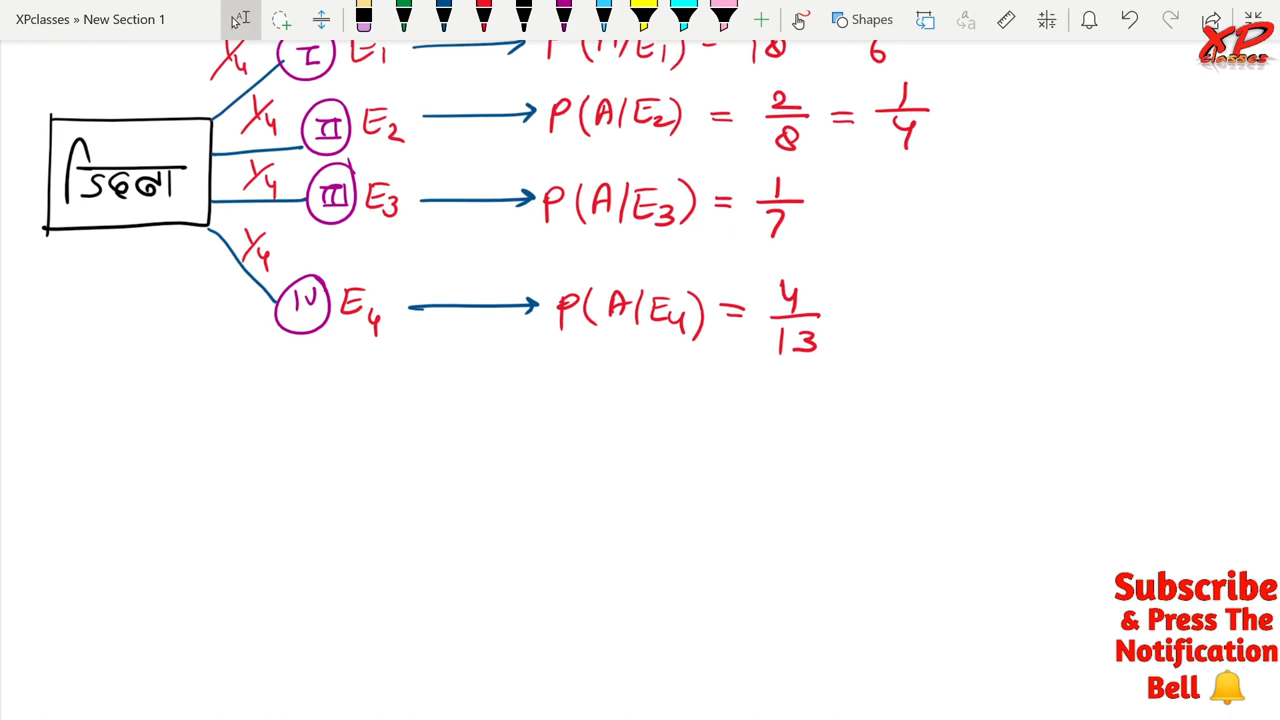 XPclasses » New Section 1
Shapes
XP
classes
1/4 I E1 → P(A/E1) = 18 6
1/4 II E2 → P(A/E2) = 2/8 = 1/4
डिब्बा
1/4 III E3 → P(A/E3) = 1/7
1/4 IV E4 → P(A/E4) = 4/13
Subscribe
& Press The
Notification
Bell